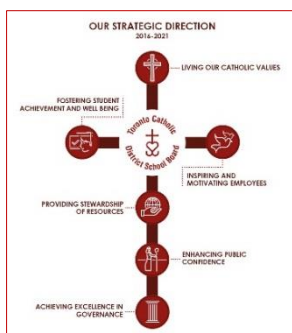 OUR STRATEGIC DIRECTION
2016-2021
LIVING OUR CATHOLIC VALUES
FOSTERING STUDENT
ACHIEVEMENT AND WELL BEING
Toronto Catholic
District School Board
INSPIRING AND
MOTIVATING EMPLOYEES
PROVIDING STEWARDSHIP
OF RESOURCES
ENHANCING PUBLIC
CONFIDENCE
ACHIEVING EXCELLENCE IN
GOVERNANCE